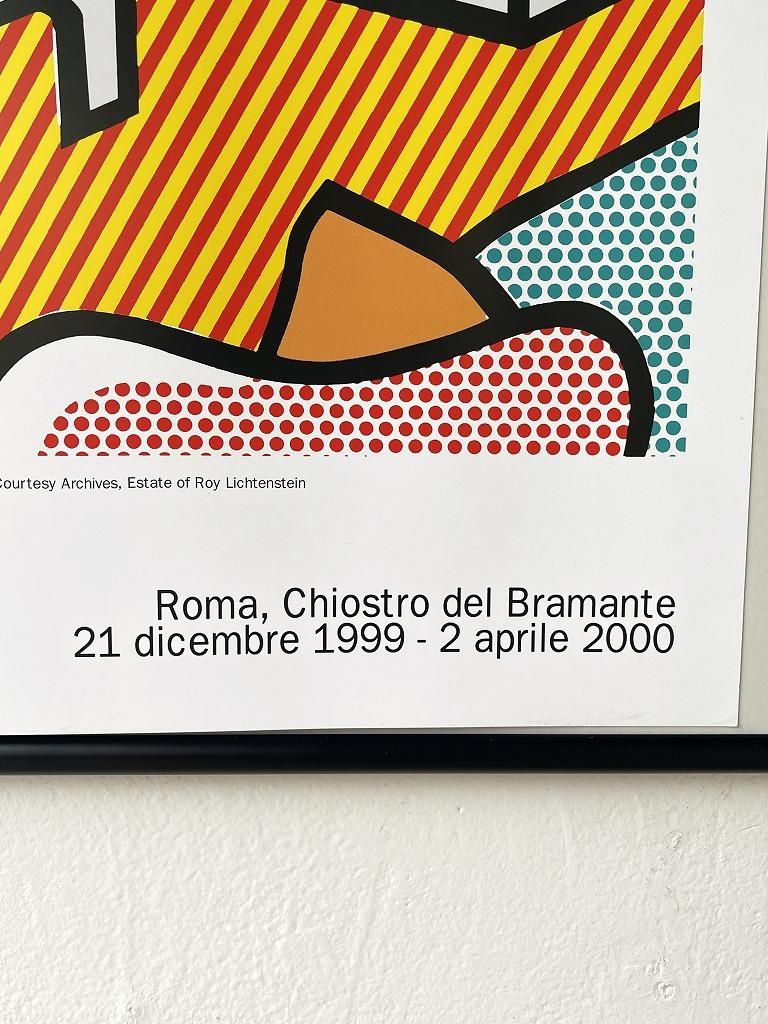 Courtesy Archives, Estate of Roy Lichtenstein
Roma, Chiostro del Bramante
21 dicembre 1999 - 2 aprile 2000